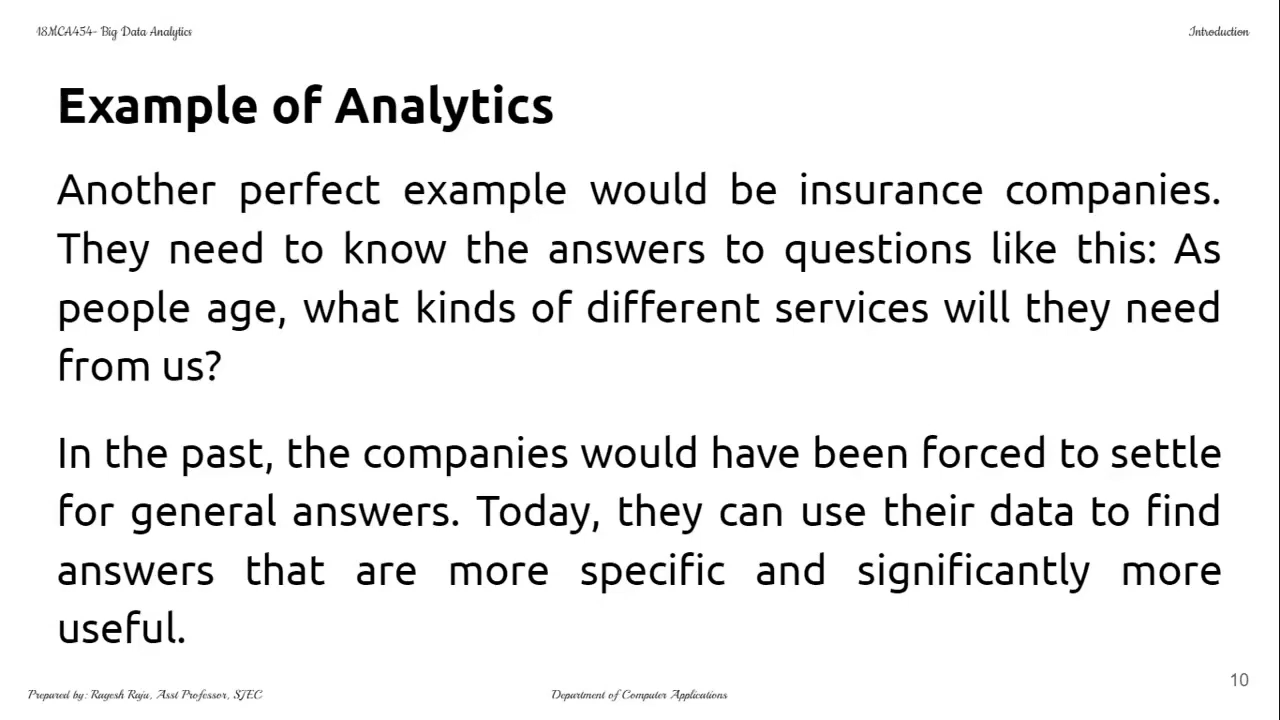 18MCA454- Big Data Analytics
Introduction
Example of Analytics
Another perfect example would be insurance companies.
They need to know the answers to questions like this: As
people age, what kinds of different services will they need
from us?
In the past, the companies would have been forced to settle
for general answers. Today, they can use their data to find
answers that are more specific and significantly more
useful.
10
Prepared by: Ragesh Raju, Asst Professor, SJEC
Department of Computer Applications